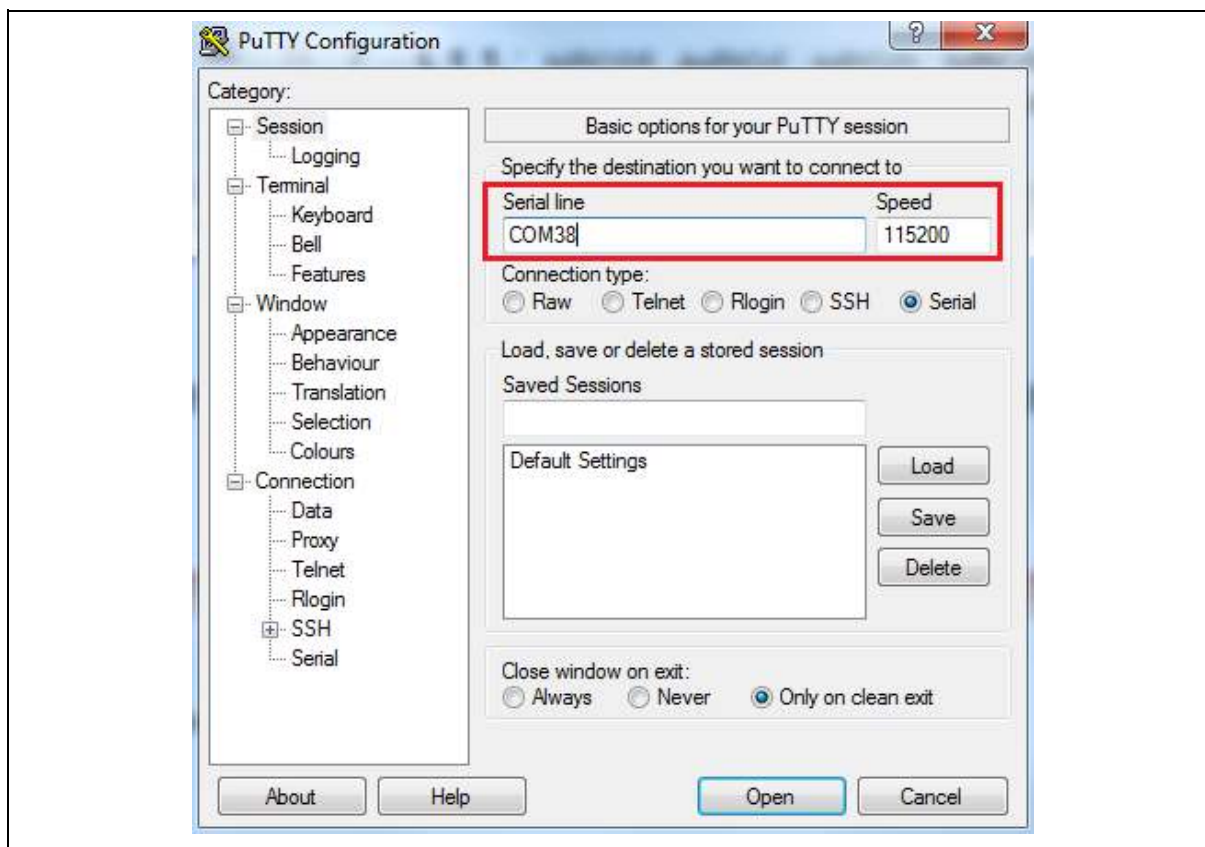 PuTTY Configuration
Category:
Session
Logging
Terminal
Keyboard
Bell
Features
Window
Appearance
Behaviour
Translation
Selection
Colours
Connection
Data
Proxy
Telnet
Rlogin
SSH
Serial
Basic options for your PuTTY session
Specify the destination you want to connect to
Serial line Speed
COM38 115200
Connection type:
Raw Telnet Rlogin SSH Serial
Load, save or delete a stored session
Saved Sessions
Default Settings
Load
Save
Delete
Close window on exit:
Always Never Only on clean exit
About Help Open Cancel